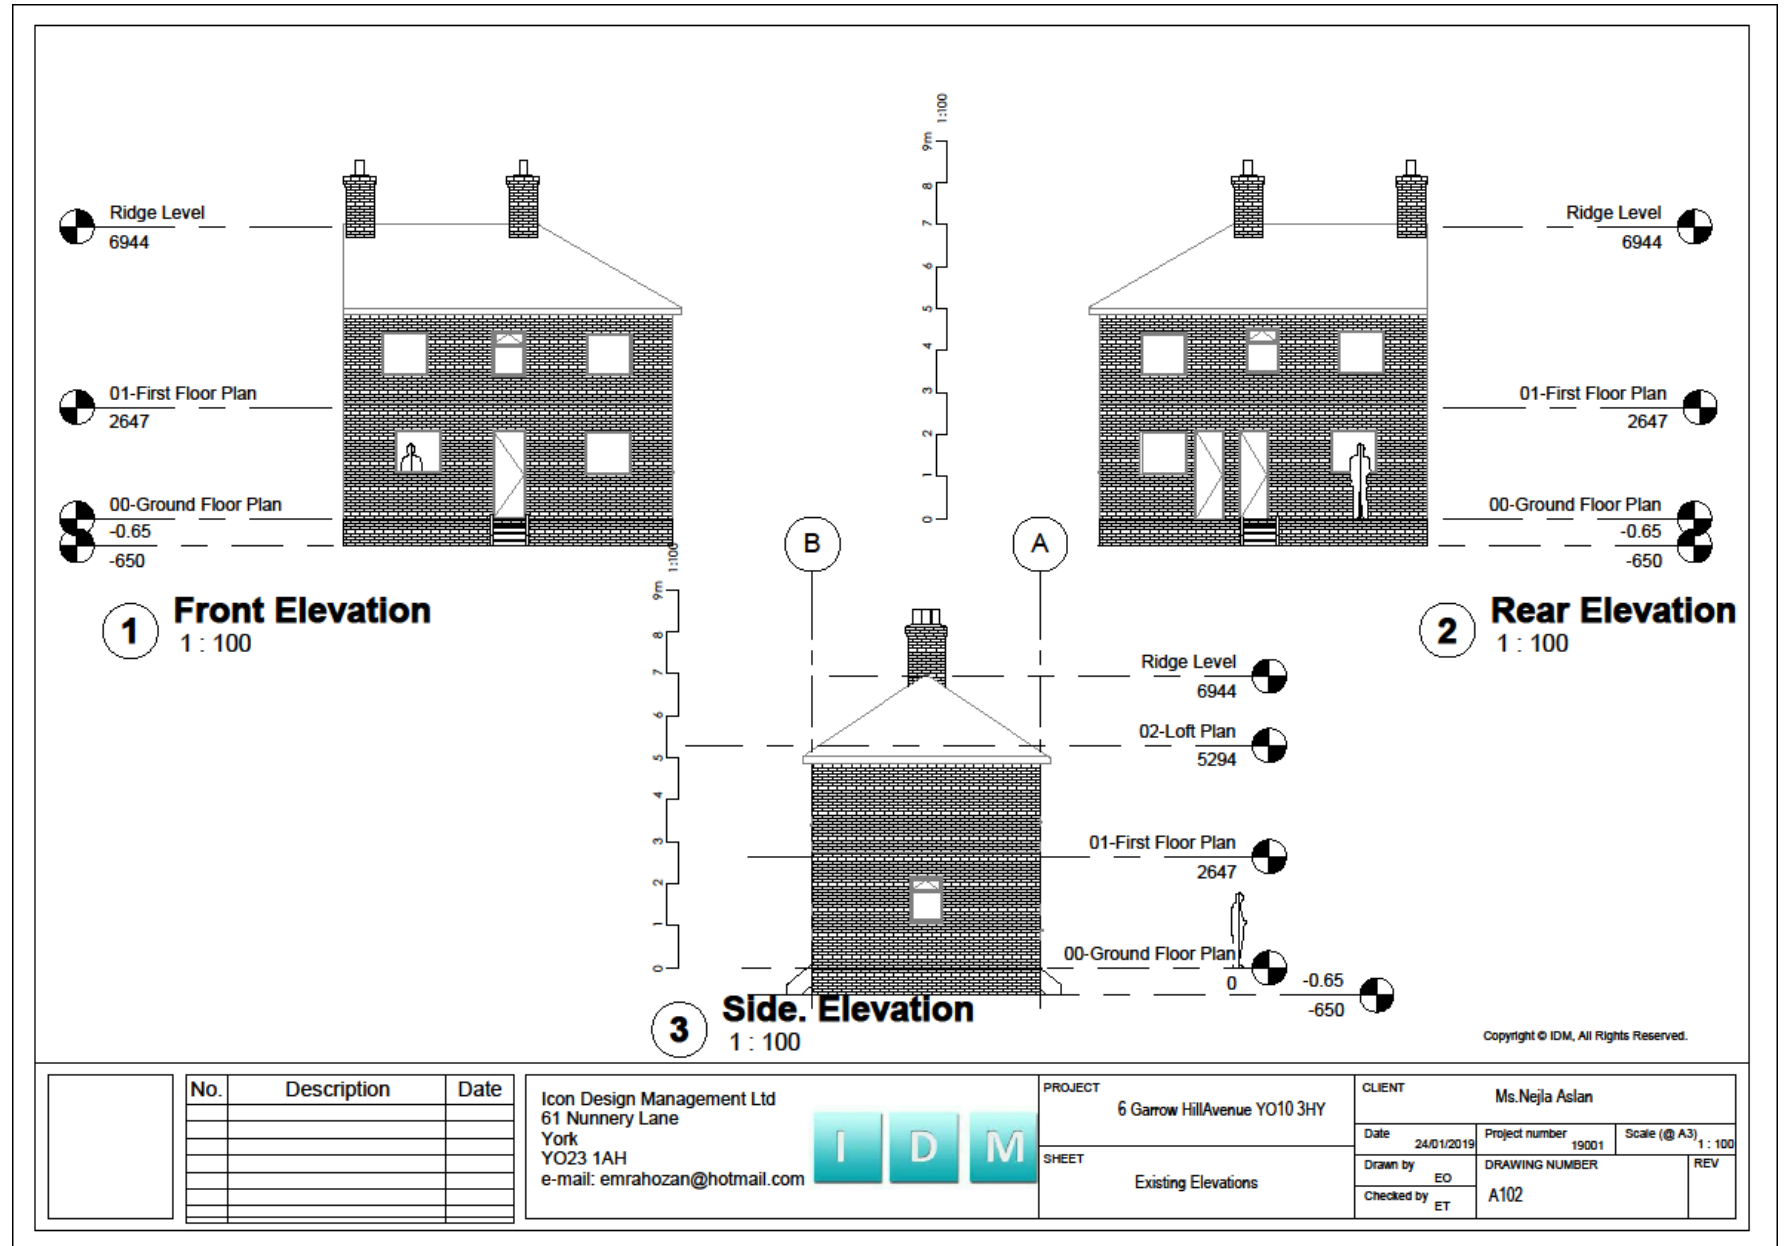 Ridge Level
6944
01-First Floor Plan
2647
00-Ground Floor Plan
-0.65
-650
1 Front Elevation
1 : 100
1:100
9m
8
7
6
5
4
3
2
1
0
Ridge Level
6944
01-First Floor Plan
2647
00-Ground Floor Plan
-0.65
-650
2 Rear Elevation
1 : 100
B
A
1:100
9m
8
7
6
5
4
3
2
1
0
Ridge Level
6944
02-Loft Plan
5294
01-First Floor Plan
2647
00-Ground Floor Plan
0
-0.65
-650
3 Side. Elevation
1 : 100
Copyright © IDM, All Rights Reserved.
No. Description Date
Icon Design Management Ltd
61 Nunnery Lane
York
YO23 1AH
e-mail: emrahozan@hotmail.com
I D M
PROJECT
6 Garrow HillAvenue YO10 3HY
SHEET
Existing Elevations
CLIENT
Ms.Nejla Aslan
Date
24/01/2019
Project number
19001
Scale (@ A3)
1 : 100
Drawn by
EO
Checked by
ET
DRAWING NUMBER
A102
REV